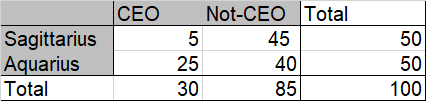 CEO Not-CEO Total
Sagittarius 5 45 50
Aquarius 25 40 50
Total 30 85 100